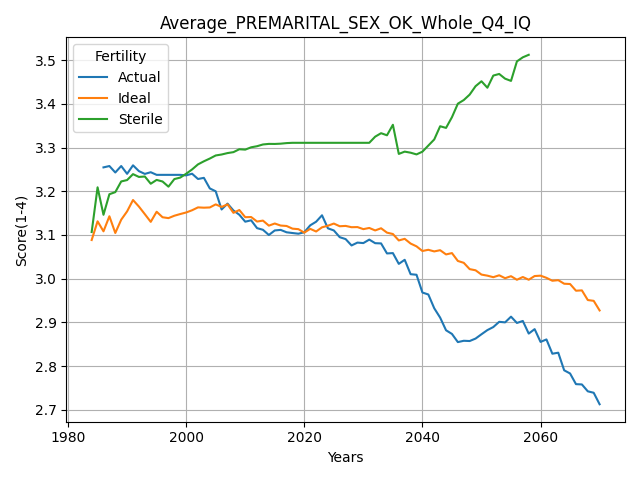 Average_PREMARITAL_SEX_OK_Whole_Q4_IQ
Fertility
Actual
Ideal
Sterile
Score(1-4)
3.5
3.4
3.3
3.2
3.1
3.0
2.9
2.8
2.7
1980
2000
2020
2040
2060
Years